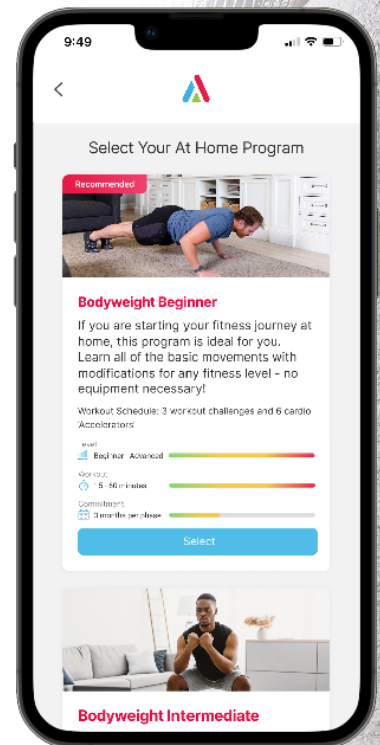 9:49
Select Your At Home Program
Recommended
Bodyweight Beginner
If you are starting your fitness journey at
home, this program is ideal for you.
Learn all of the basic movements with
modifications for any fitness level - no
equipment necessary!
Workout Schedule: 3 workout challenges and 6 cardio
'Accelerators'
Level
Beginner - Advanced
Workout
15 - 60 minutes
Commitment
3 months per phase
Select
Bodyweight Intermediate